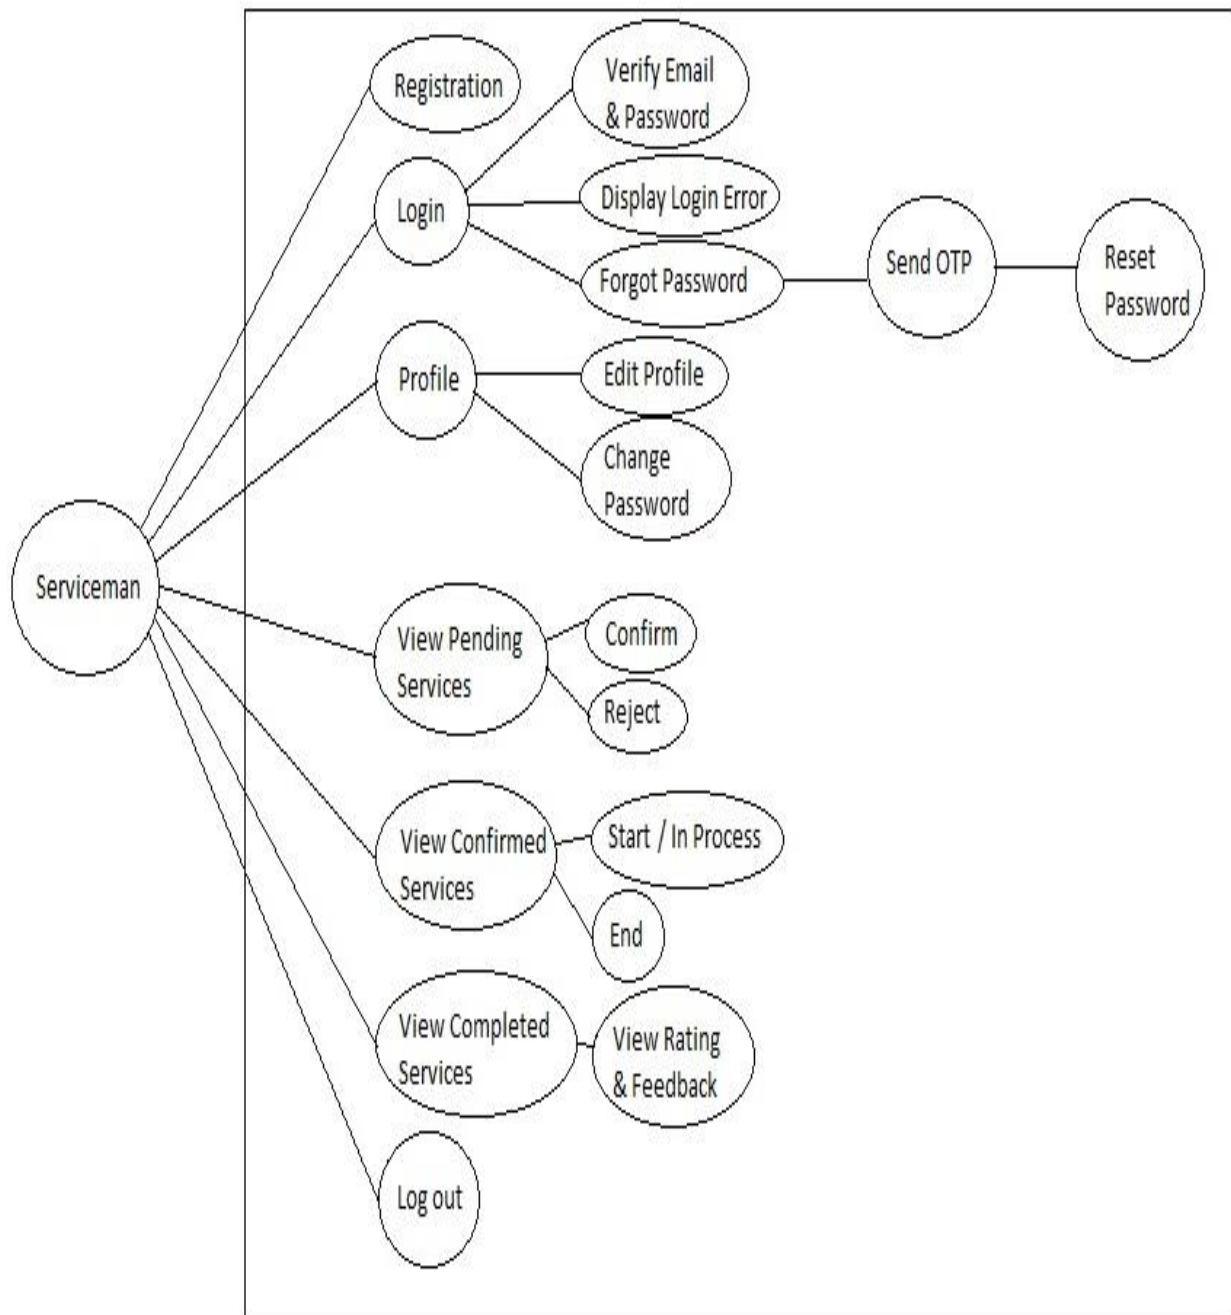 Registration
Verify Email
& Password
Login
Display Login Error
Forgot Password
Send OTP
Reset
Password
Profile
Edit Profile
Change
Password
Serviceman
View Pending
Services
Confirm
Reject
View Confirmed
Services
Start / In Process
End
View Completed
Services
View Rating
& Feedback
Log out